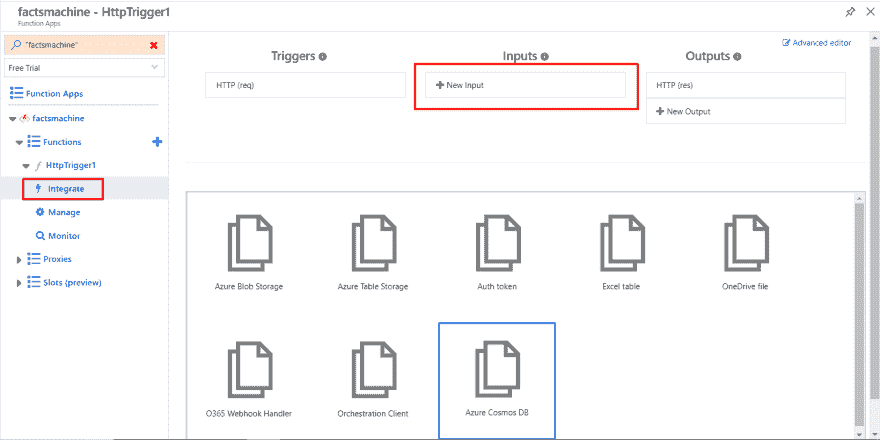 factsmachine - HttpTrigger1
Function Apps
"factsmachine"
Free Trial
Function Apps
factsmachine
Functions
HttpTrigger1
Integrate
Manage
Monitor
Proxies
Slots (preview)
Advanced editor
Triggers
HTTP (req)
Inputs
New Input
Outputs
HTTP (res)
New Output
Azure Blob Storage
Azure Table Storage
Auth token
Excel table
OneDrive file
O365 Webhook Handler
Orchestration Client
Azure Cosmos DB